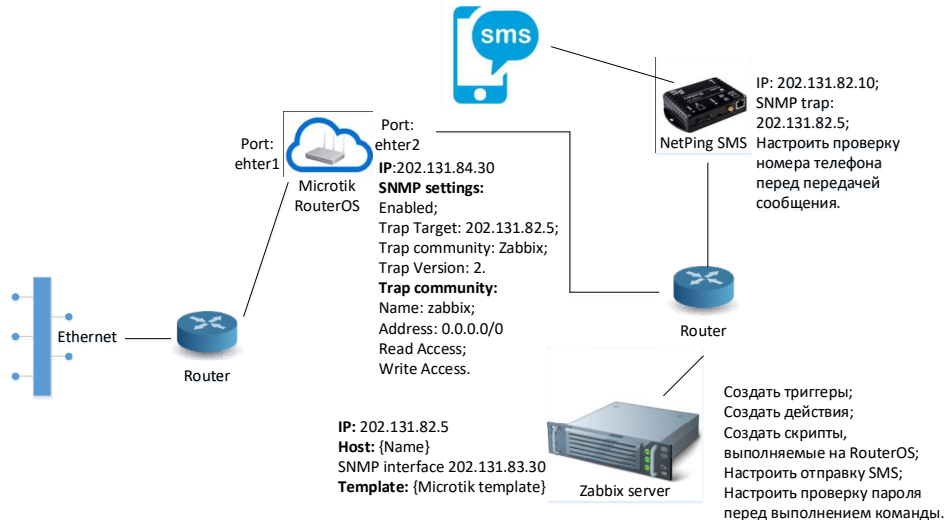 sms
IP: 202.131.82.10;
SNMP trap:
202.131.82.5;
Настроить проверку
номера телефона
перед передачей
сообщения.
NetPing SMS
Port:
ehter1
Port:
ehter2
Microtik
RouterOS
IP:202.131.84.30
SNMP settings:
Enabled;
Trap Target: 202.131.82.5;
Trap community: Zabbix;
Trap Version: 2.
Trap community:
Name: zabbix;
Address: 0.0.0.0/0
Read Access;
Write Access.
Ethernet
Router
Router
IP: 202.131.82.5
Host: {Name}
SNMP interface 202.131.83.30
Template: {Microtik template}
Zabbix server
Создать триггеры;
Создать действия;
Создать скрипты,
выполняемые на RouterOS;
Настроить отправку SMS;
Настроить проверку пароля
перед выполнением команды.